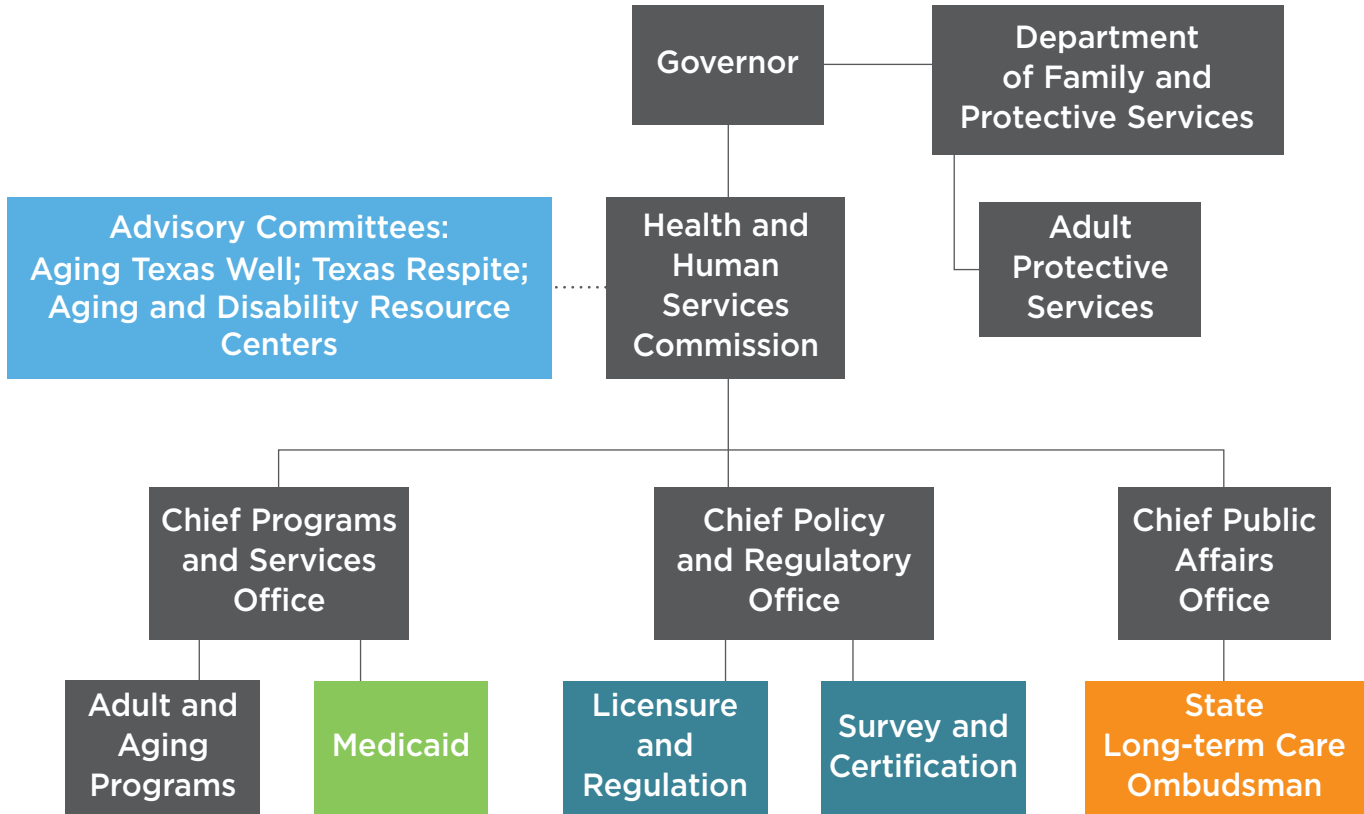 Governor
Department
of Family and
Protective Services
Advisory Committees:
Aging Texas Well; Texas Respite;
Aging and Disability Resource
Centers
Health and
Human
Services
Commission
Adult
Protective
Services
Chief Programs
and Services
Office
Chief Policy
and Regulatory
Office
Chief Public
Affairs
Office
Adult and
Aging
Programs
Medicaid
Licensure
and
Regulation
Survey and
Certification
State
Long-term Care
Ombudsman